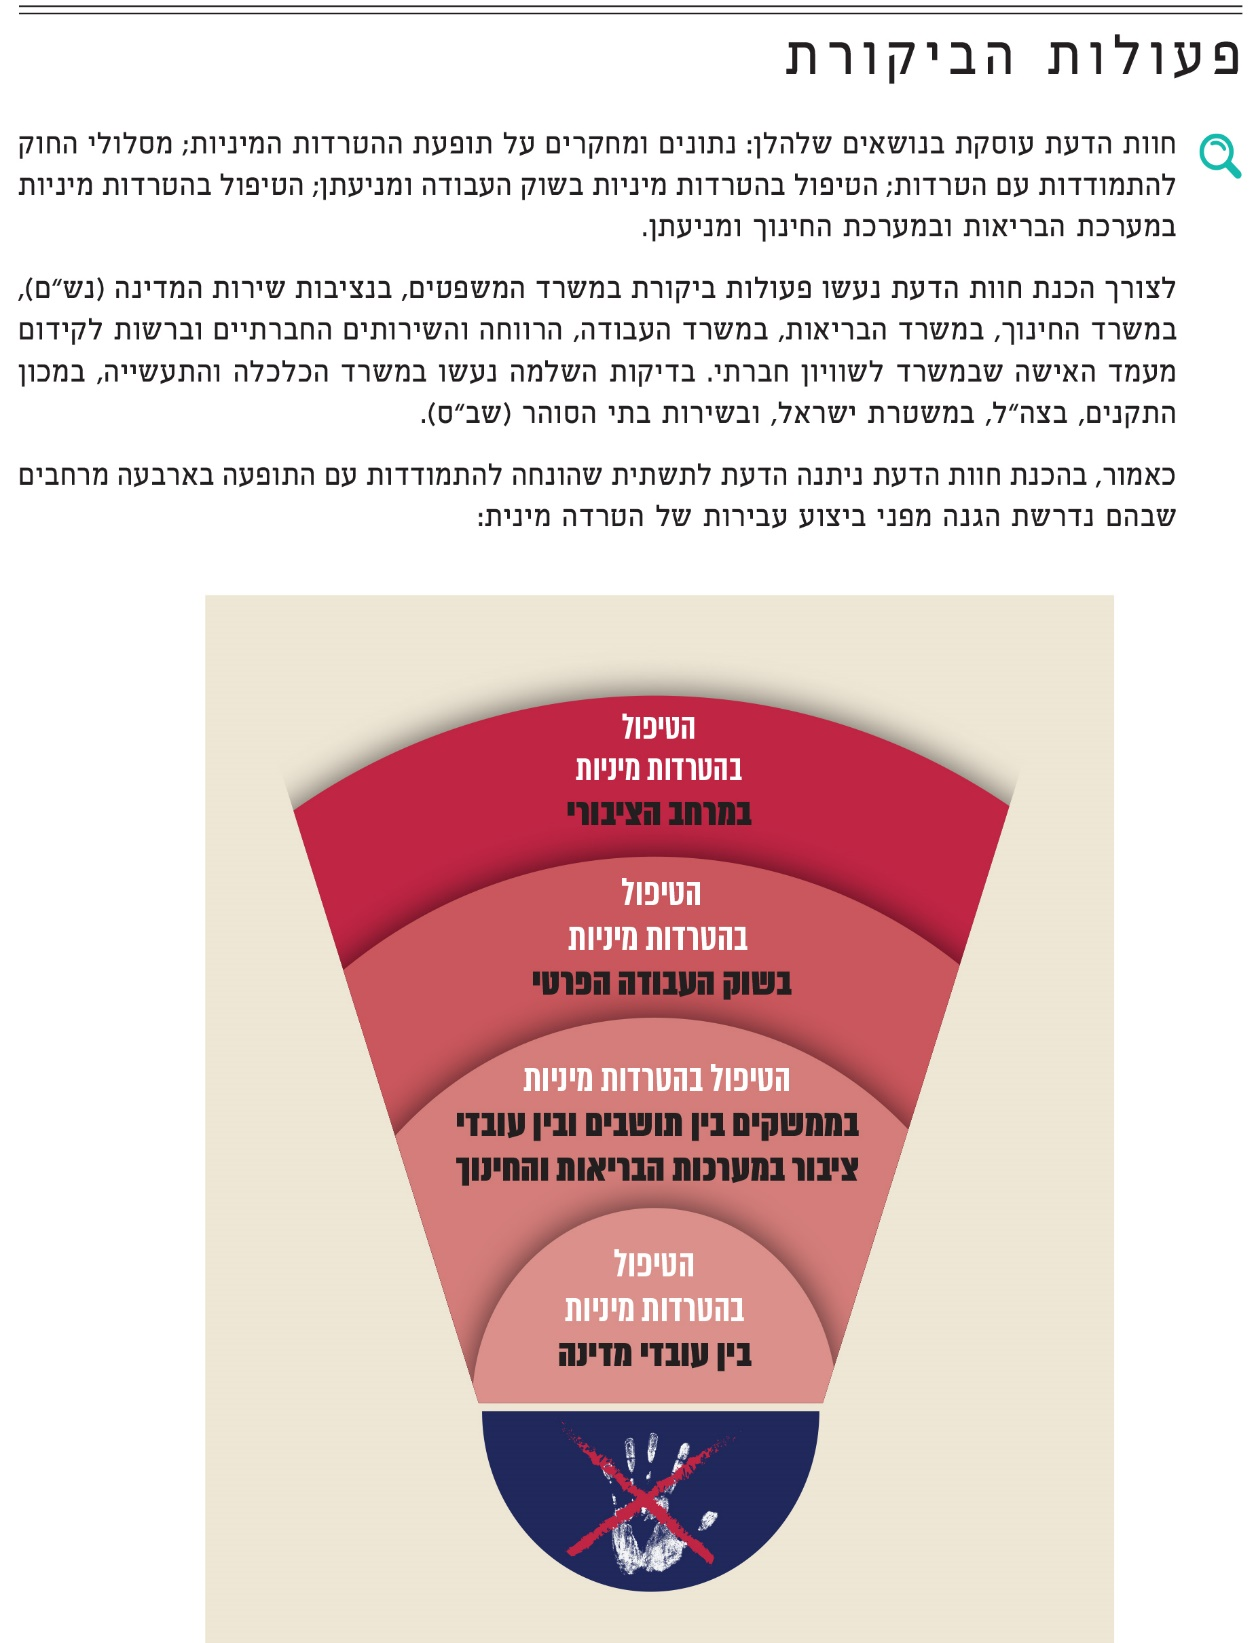 פעולות הביקורת
חוות הדעת עוסקת בנושאים שלהלן: נתונים ומחקרים על תופעת ההטרדות המיניות; מסלולי החוק
להתמודדות עם הטרדות; הטיפול בהטרדות מיניות בשוק העבודה ומניעתן; הטיפול בהטרדות מיניות
במערכת הבריאות ובמערכת החינוך ומניעתן.
לצורך הכנת חוות הדעת נעשו פעולות ביקורת במשרד המשפטים, בנציבות שירות המדינה (נש"ם),
במשרד החינוך, במשרד הבריאות, במשרד העבודה, הרווחה והשירותים החברתיים וברשות לקידום
מעמד האישה שבמשרד לשוויון חברתי. בדיקות השלמה נעשו במשרד הכלכלה והתעשייה, במכון
התקנים, בצה"ל, במשטרת ישראל, ובשירות בתי הסוהר (שב"ס).
כאמור, בהכנת חוות הדעת ניתנה הדעת לתשתית שהונחה להתמודדות עם התופעה בארבעה מרחבים
שבהם נדרשת הגנה מפני ביצוע עבירות של הטרדה מינית:
הטיפול
בהטרדות מיניות
במרחב הציבורי
הטיפול
בהטרדות מיניות
בשוק העבודה הפרטי
הטיפול בהטרדות מיניות
בממשקים בין תושבים ובין עובדי
ציבור במערכות הבריאות והחינוך
הטיפול
בהטרדות מיניות
בין עובדי מדינה